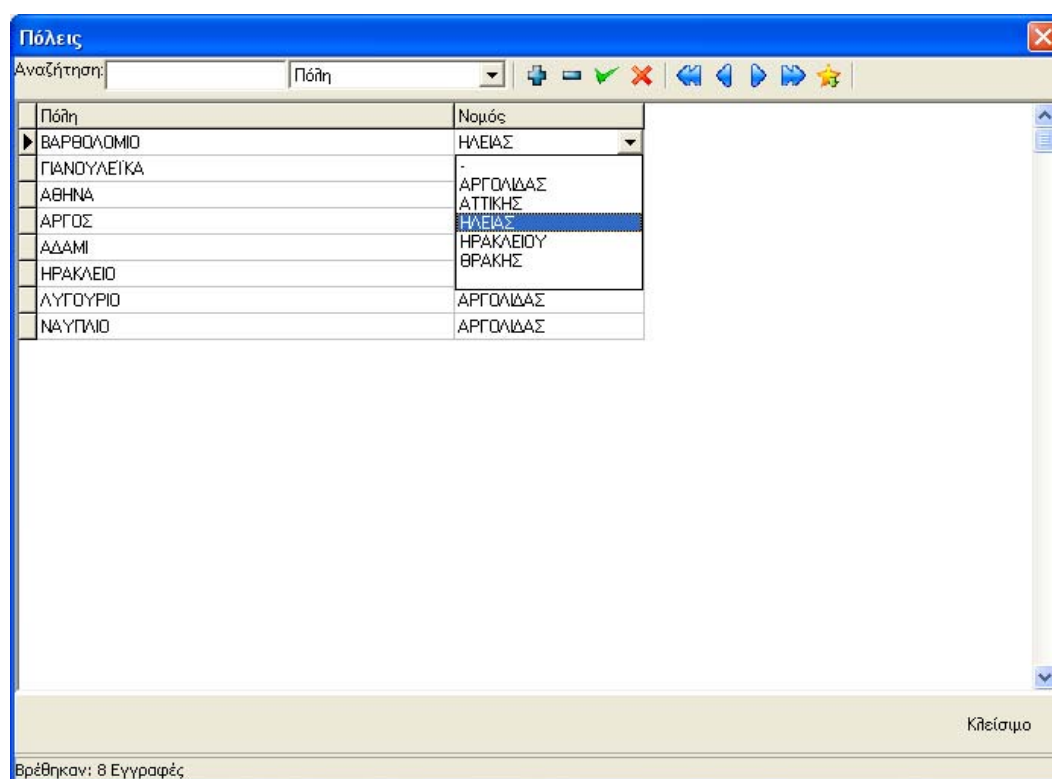 Πόλεις
Αναζήτηση: Πόλη
Πόλη Νομός
ΒΑΡΘΟΛΟΜΙΟ ΗΛΕΙΑΣ
ΓΙΑΝΟΥΛΕΪΚΑ -
ΑΡΓΟΛΙΔΑΣ
ΑΘΗΝΑ ΑΤΤΙΚΗΣ
ΑΡΓΟΣ ΗΛΕΙΑΣ
ΑΔΑΜΙ ΗΡΑΚΛΕΙΟΥ
ΗΡΑΚΛΕΙΟ ΘΡΑΚΗΣ
ΛΥΓΟΥΡΙΟ ΑΡΓΟΛΙΔΑΣ
ΝΑΥΠΛΙΟ ΑΡΓΟΛΙΔΑΣ
Κλείσιμο
Βρέθηκαν: 8 Εγγραφές